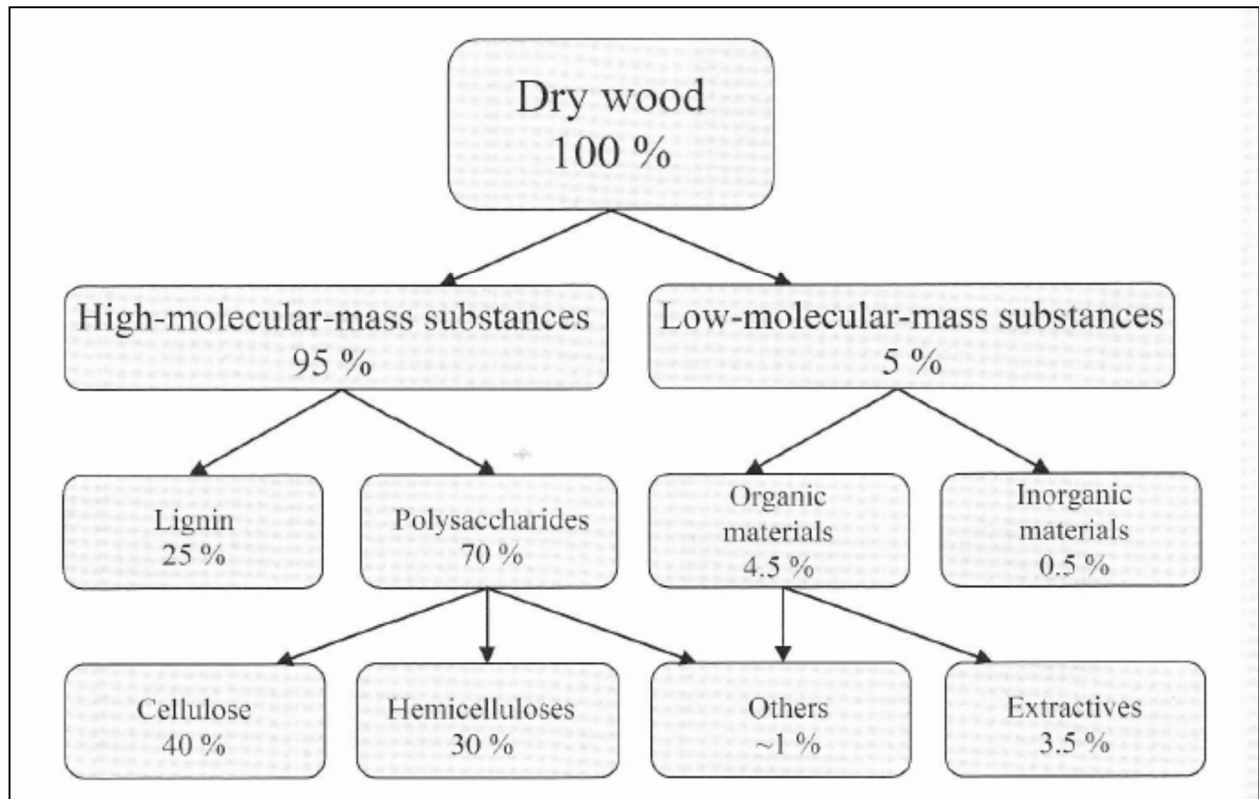 Dry wood
100 %
High-molecular-mass substances
95 %
Low-molecular-mass substances
5 %
Lignin
25 %
Polysaccharides
70 %
Organic
materials
4.5 %
Inorganic
materials
0.5 %
Cellulose
40 %
Hemicelluloses
30 %
Others
~1 %
Extractives
3.5 %